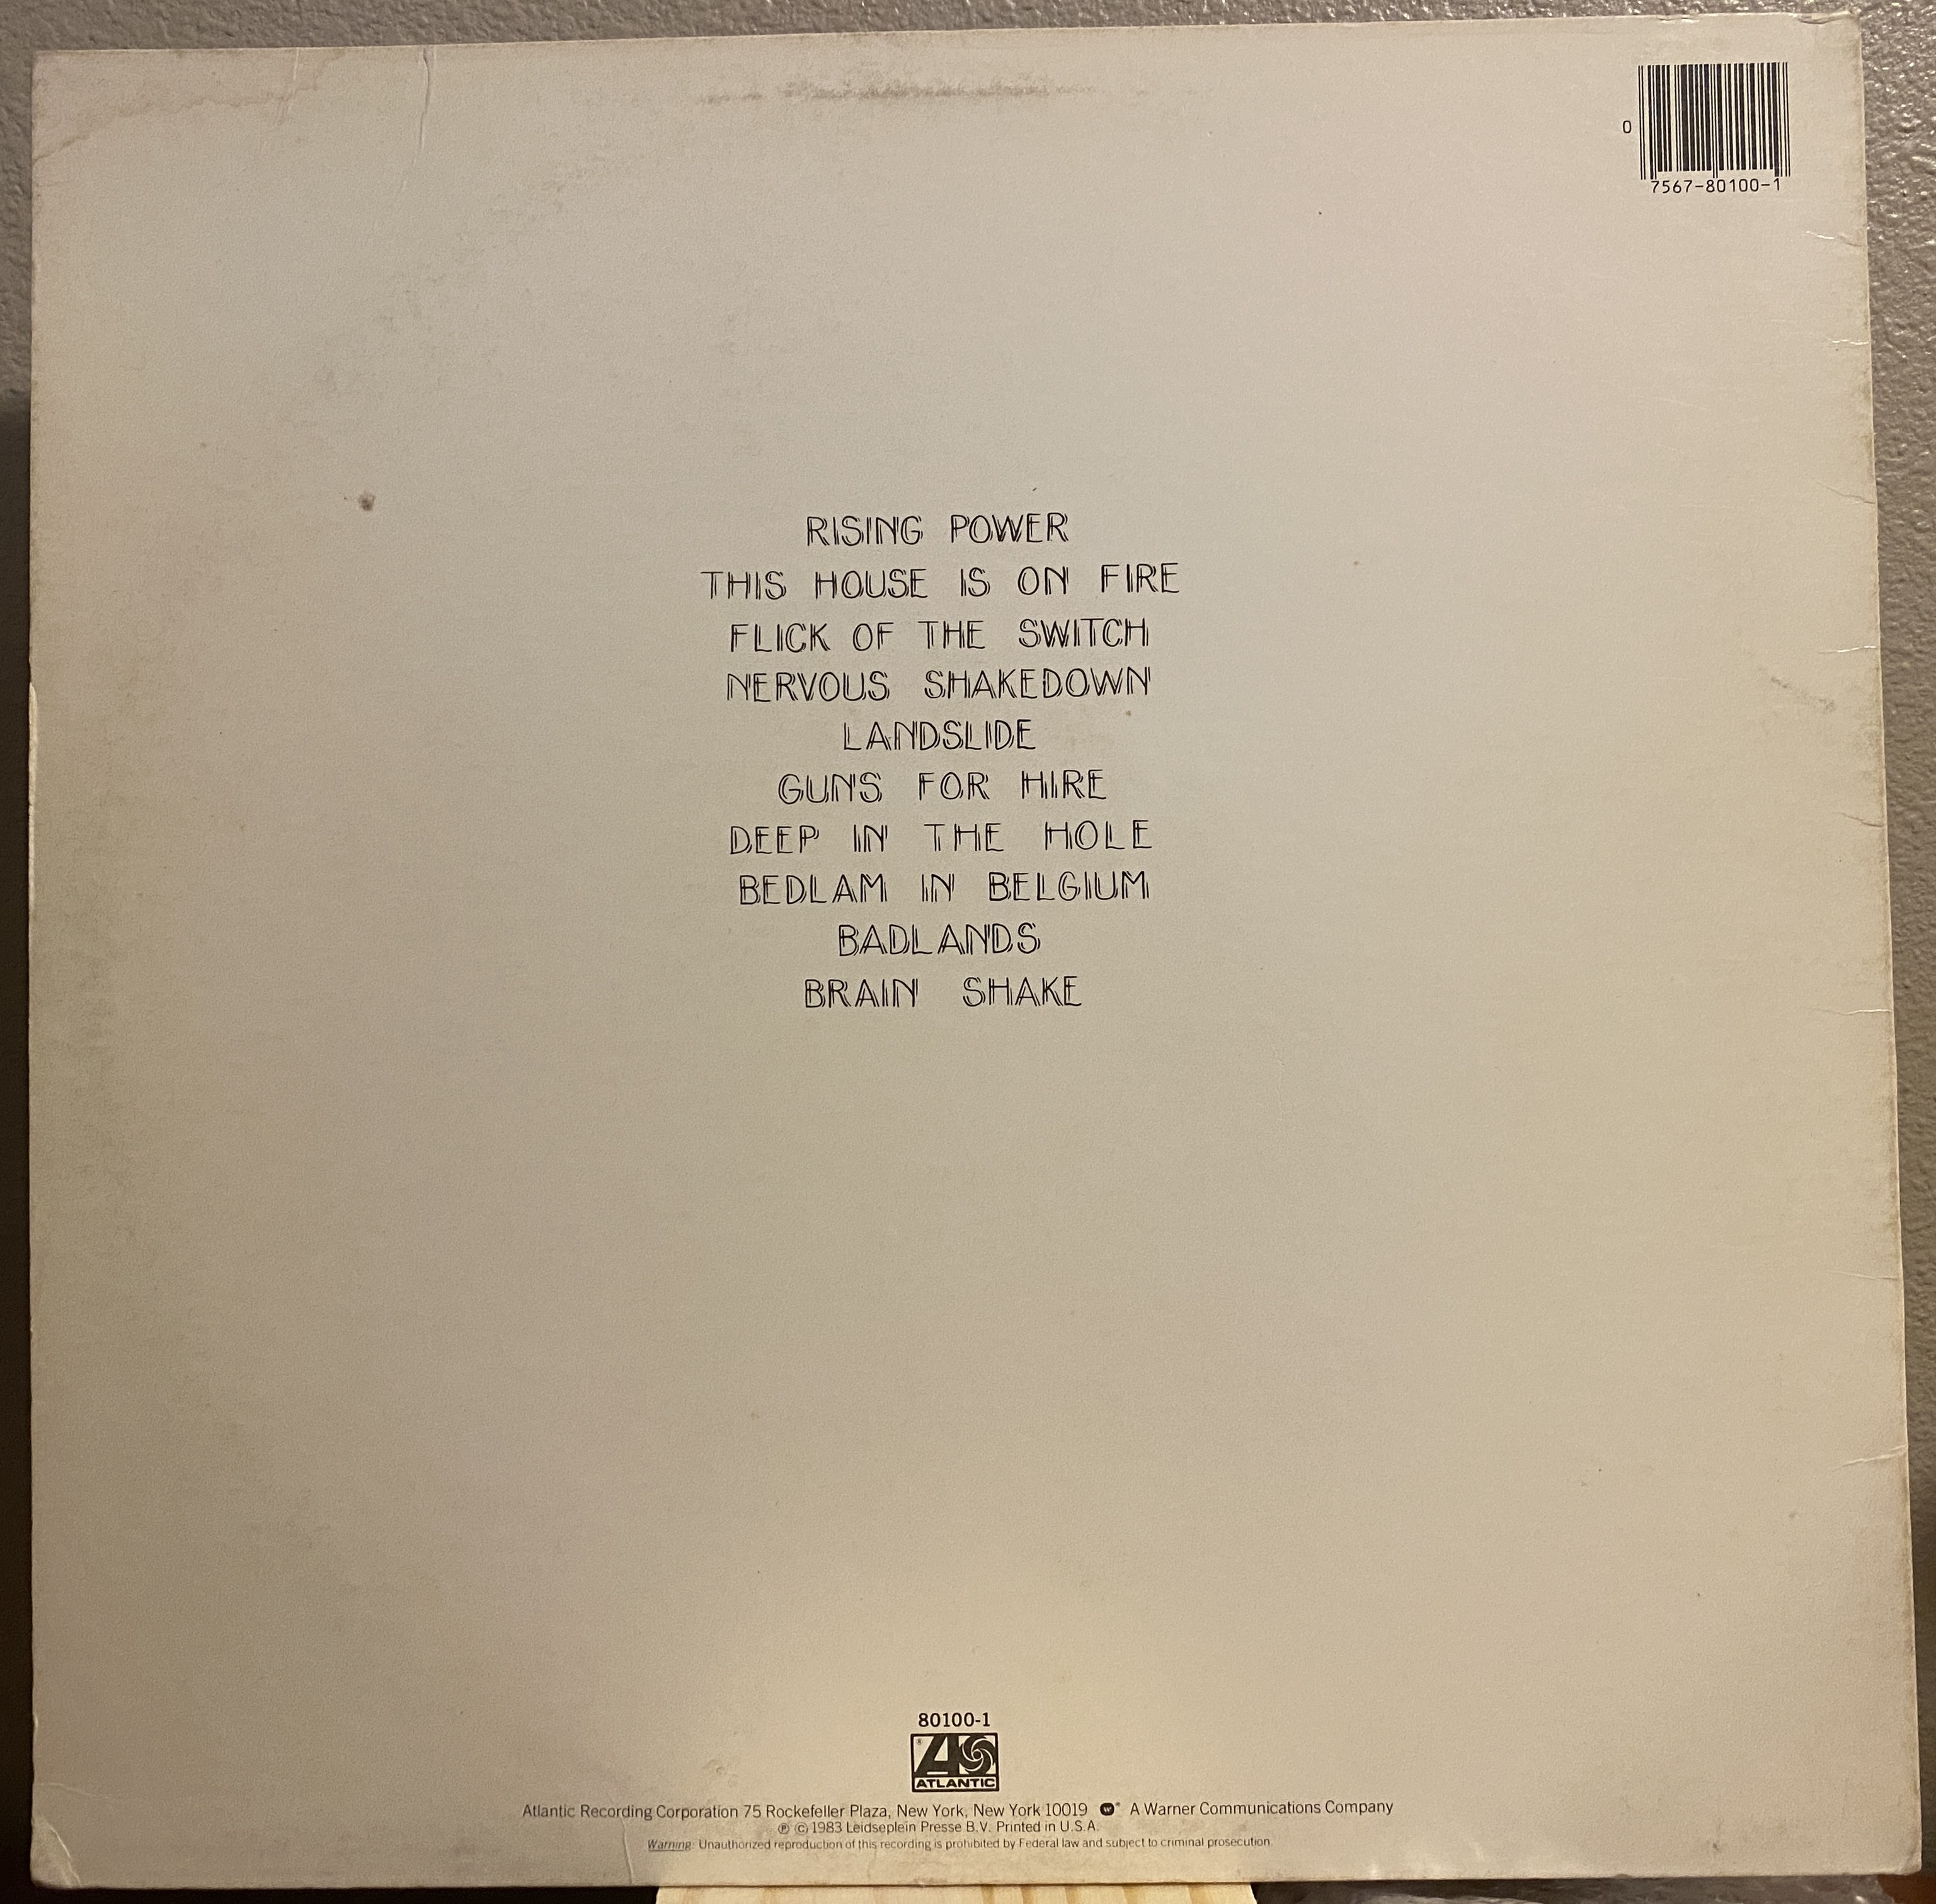 0
7567-80100-1
RISING POWER
THIS HOUSE IS ON FIRE
FLICK OF THE SWITCH
NERVOUS SHAKEDOWN
LANDSLIDE
GUNS FOR HIRE
DEEP IN THE HOLE
BEDLAM IN BELGIUM
BADLANDS
BRAIN SHAKE
80100-1
ATLANTIC
Atlantic Recording Corporation 75 Rockefeller Plaza, New York, New York 10019 A Warner Communications Company
℗ © 1983 Leidseplein Presse B.V. Printed in U.S.A.
Warning: Unauthorized reproduction of this recording is prohibited by Federal law and subject to criminal prosecution.